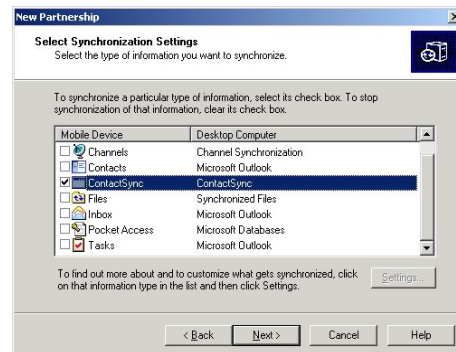 New Partnership
Select Synchronization Settings
Select the type of information you want to synchronize.
To synchronize a particular type of information, select its check box. To stop
synchronization of that information, clear its check box.
Mobile Device Desktop Computer
Channels Channel Synchronization
Contacts Microsoft Outlook
ContactSync ContactSync
Files Synchronized Files
Inbox Microsoft Outlook
Pocket Access Microsoft Databases
Tasks Microsoft Outlook
To find out more about and to customize what gets synchronized, click
on that information type in the list and then click Settings.
Settings...
< Back Next > Cancel Help